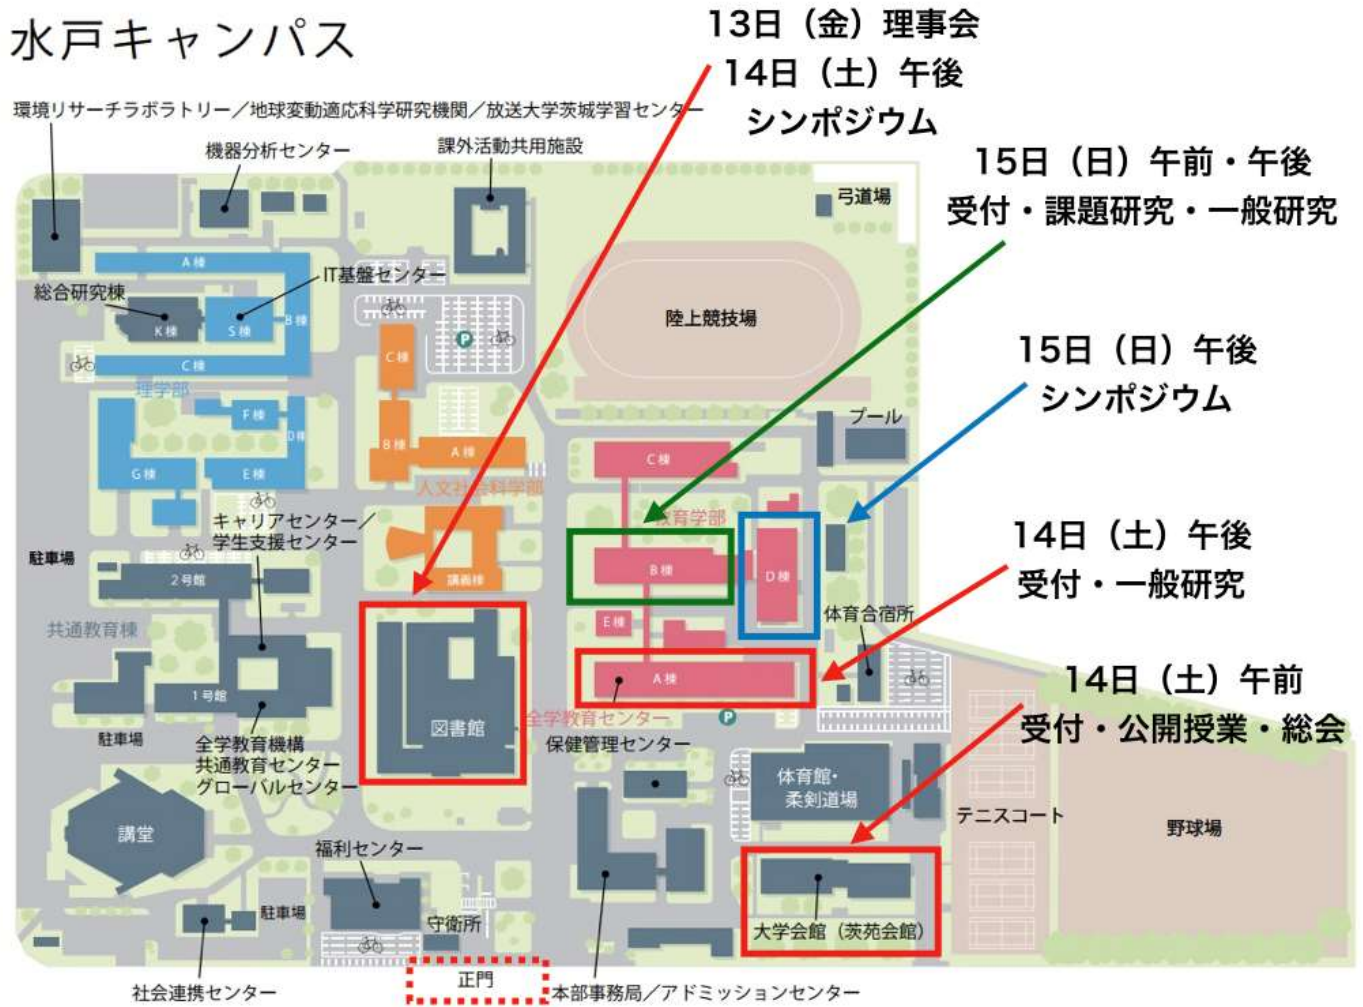 水戸キャンパス
13日（金）理事会
14日（土）午後
シンポジウム
環境リサーチラボラトリー／地球変動適応科学研究機関／放送大学茨城学習センター
機器分析センター
課外活動共用施設
15日（日）午前・午後
受付・課題研究・一般研究
弓道場
A棟
IT基盤センター
総合研究棟
K棟
S棟
B棟
C棟
理学部
P
C棟
陸上競技場
15日（日）午後
シンポジウム
プール
F棟
D棟
G棟
E棟
B棟
A棟
人文社会科学部
講義棟
C棟
教育学部
B棟
D棟
E棟
A棟
全学教育センター
P
キャリアセンター／
学生支援センター
駐車場
2号館
共通教育棟
1号館
駐車場
全学教育機構
共通教育センター
グローバルセンター
図書館
14日（土）午後
受付・一般研究
体育合宿所
14日（土）午前
受付・公開授業・総会
保健管理センター
体育館・
柔剣道場
テニスコート
野球場
講堂
福利センター
駐車場
守衛所
大学会館（茨苑会館）
正門
社会連携センター
本部事務局／アドミッションセンター